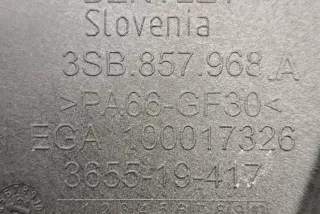 Slovenia
3SB.857.968.A
>PA66-GF30<
EGA 100017326
3655-19-417